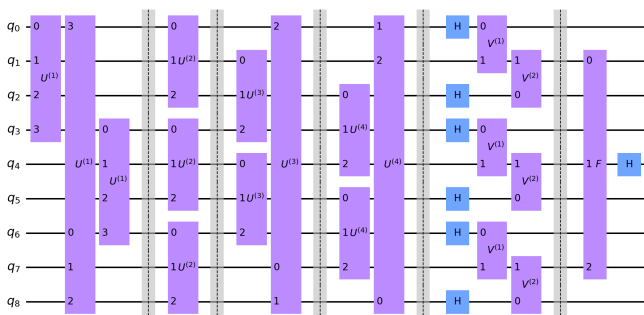 q₀ 0 3 0 2 1 H 0
V⁽¹⁾
q₁ 1 1 U⁽²⁾ 0 2 1 1 0
U⁽¹⁾ V⁽²⁾
q₂ 2 2 1 U⁽³⁾ 0 H 0
q₃ 3 0 0 2 1 U⁽⁴⁾ H 0
V⁽¹⁾
q₄ U⁽¹⁾ 1 1 U⁽²⁾ 0 U⁽³⁾ 2 U⁽⁴⁾ 1 1 1 F H
U⁽¹⁾ V⁽²⁾
q₅ 2 2 1 U⁽³⁾ 0 H 0
q₆ 0 3 0 2 1 U⁽⁴⁾ H 0
V⁽¹⁾
q₇ 1 1 U⁽²⁾ 0 2 1 1 2
V⁽²⁾
q₈ 2 2 1 0 H 0